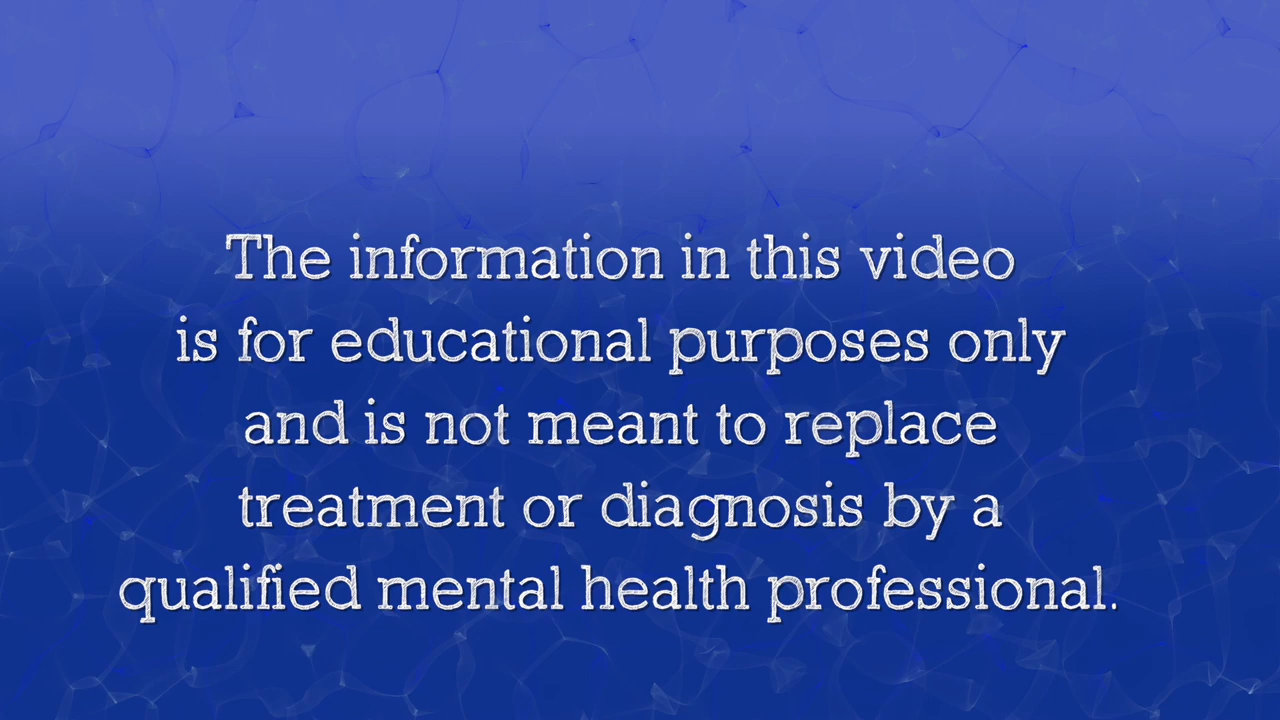 The information in this video
is for educational purposes only
and is not meant to replace
treatment or diagnosis by a
qualified mental health professional.